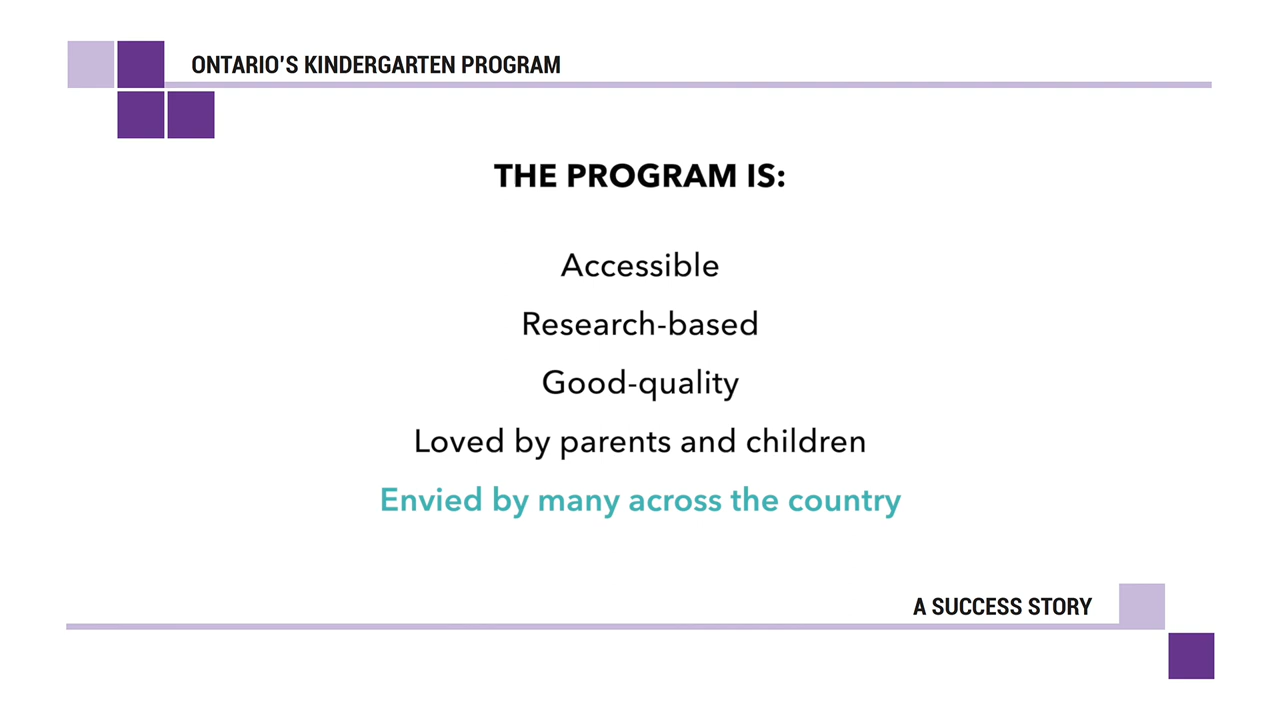 ONTARIO'S KINDERGARTEN PROGRAM
THE PROGRAM IS:
Accessible
Research-based
Good-quality
Loved by parents and children
Envied by many across the country
A SUCCESS STORY